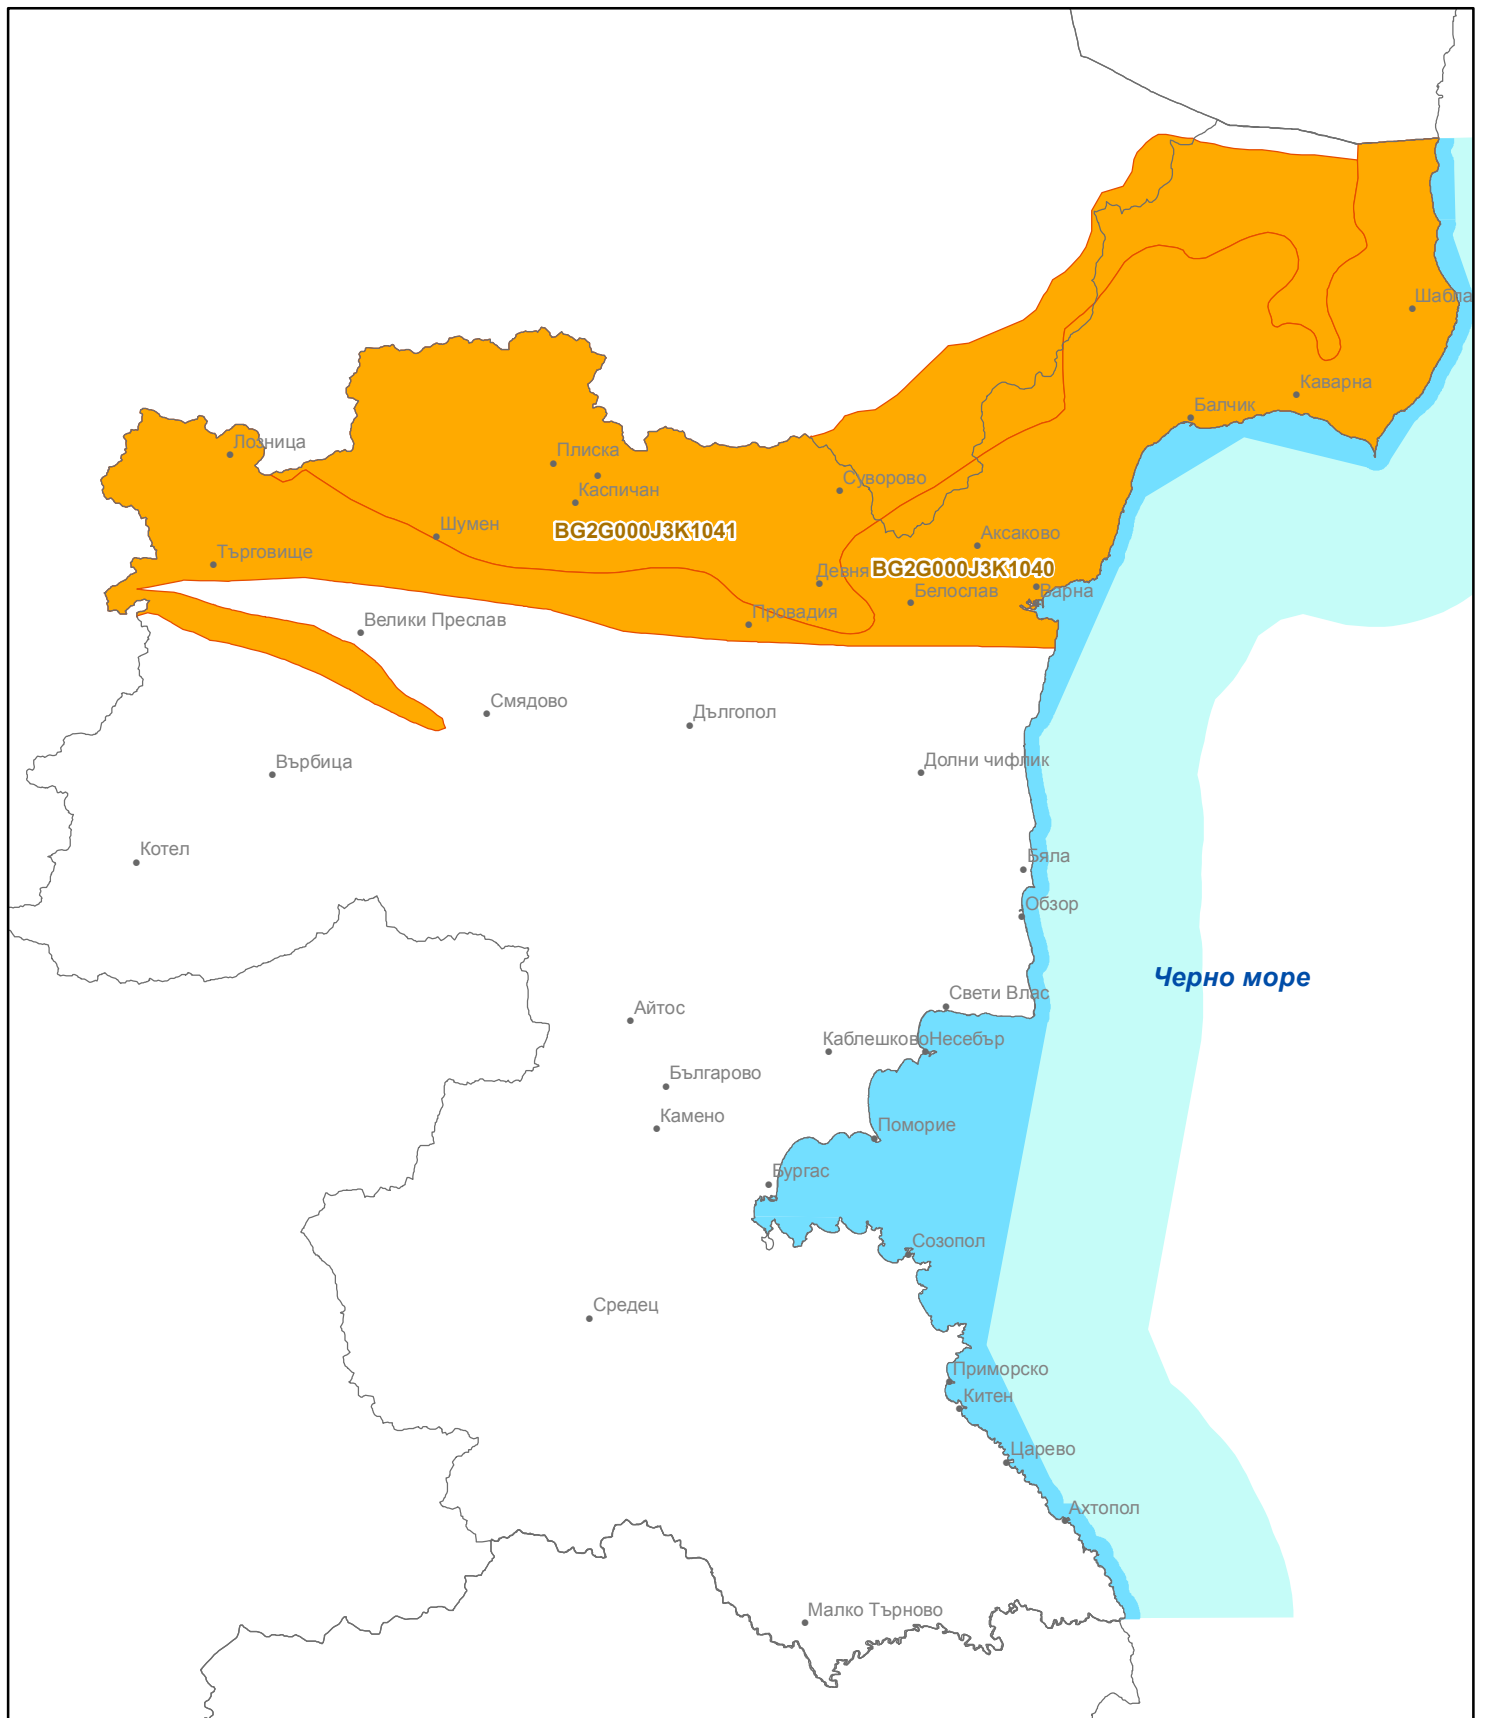 Шабла
Каварна
Балчик
Лозница
Плиска
Суворово
Каспичан
Шумен
BG2G000J3K1041
Аксаково
Търговище
Девня
BG2G000J3K1040
Белослав
Варна
Провадия
Велики Преслав
Смядово
Дългопол
Долни чифлик
Върбица
Котел
Бяла
Обзор
Черно море
Свети Влас
Айтос
Каблешково
Несебър
Българово
Камено
Поморие
Бургас
Созопол
Средец
Приморско
Китен
Царево
Ахтопол
Малко Търново